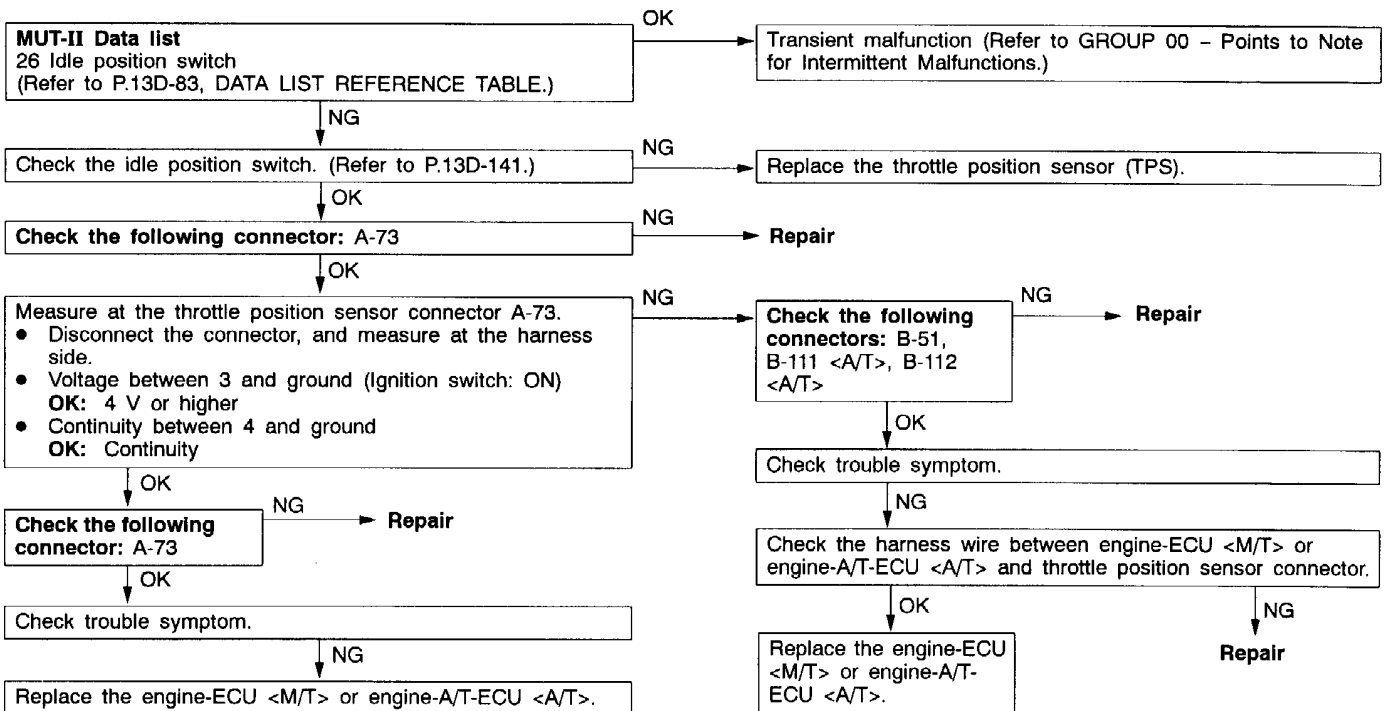 MUT-II Data list
26 Idle position switch
(Refer to P.13D-83, DATA LIST REFERENCE TABLE.)
OK
Transient malfunction (Refer to GROUP 00 – Points to Note
for Intermittent Malfunctions.)
NG
Check the idle position switch. (Refer to P.13D-141.)
NG
Replace the throttle position sensor (TPS).
OK
Check the following connector: A-73
NG
Repair
OK
Measure at the throttle position sensor connector A-73.
● Disconnect the connector, and measure at the harness
side.
● Voltage between 3 and ground (Ignition switch: ON)
OK: 4 V or higher
● Continuity between 4 and ground
OK: Continuity
NG
Check the following
connectors: B-51,
B-111 <A/T>, B-112
<A/T>
NG
Repair
OK
Check trouble symptom.
NG
Check the harness wire between engine-ECU <M/T> or
engine-A/T-ECU <A/T> and throttle position sensor connector.
OK
Replace the engine-ECU
<M/T> or engine-A/T-
ECU <A/T>.
NG
Repair
OK
Check the following
connector: A-73
NG
Repair
OK
Check trouble symptom.
NG
Replace the engine-ECU <M/T> or engine-A/T-ECU <A/T>.